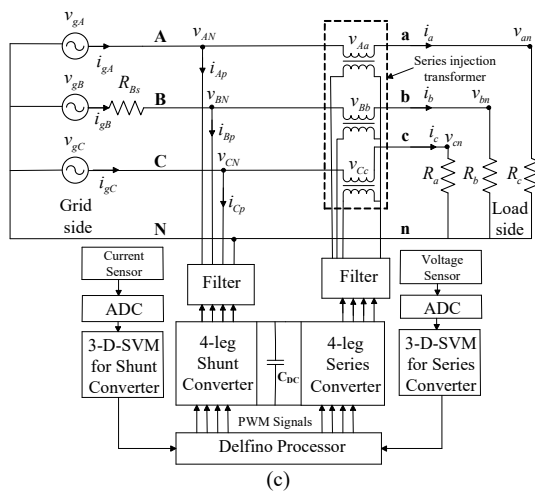 v_gA
i_gA
A
v_AN
i_Ap
v_Aa
a
i_a
v_an
Series injection
transformer
v_gB
i_gB
R_Bs
B
v_BN
i_Bp
v_Bb
b
i_b
v_bn
c
i_c
v_cn
v_gC
i_gC
C
v_CN
i_Cp
v_Cc
R_a
R_b
R_c
Grid
side
Load
side
N
n
Current
Sensor
ADC
3-D-SVM
for Shunt
Converter
Filter
Filter
Voltage
Sensor
ADC
3-D-SVM
for Series
Converter
4-leg
Shunt
Converter
C_DC
4-leg
Series
Converter
PWM Signals
Delfino Processor
(c)